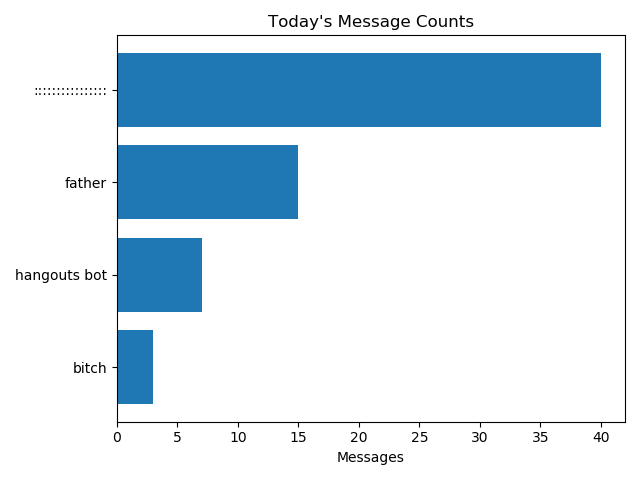 Today's Message Counts
:::::::::::::::
father
hangouts bot
bitch
0 5 10 15 20 25 30 35 40
Messages